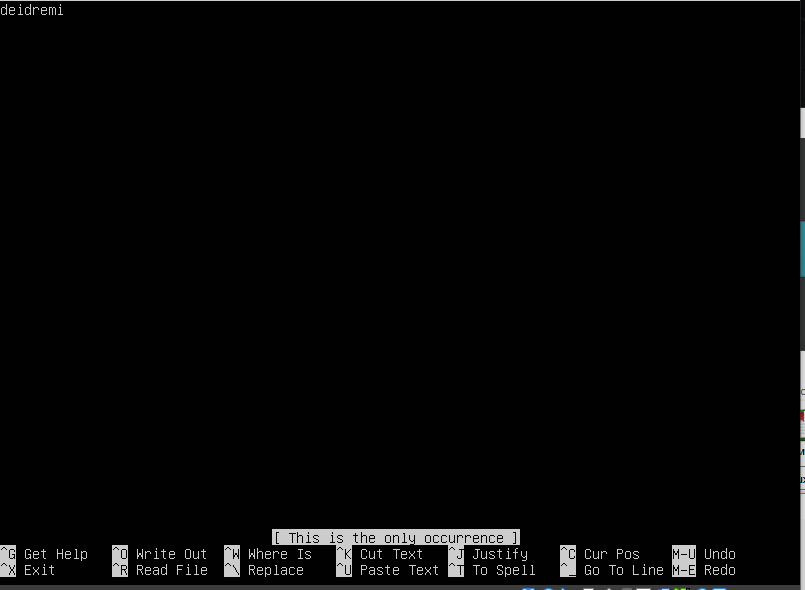 deidremi
[ This is the only occurrence ]
^G Get Help ^O Write Out ^W Where Is ^K Cut Text ^J Justify ^C Cur Pos M-U Undo
^X Exit ^R Read File ^\ Replace ^U Paste Text ^T To Spell ^_ Go To Line M-E Redo